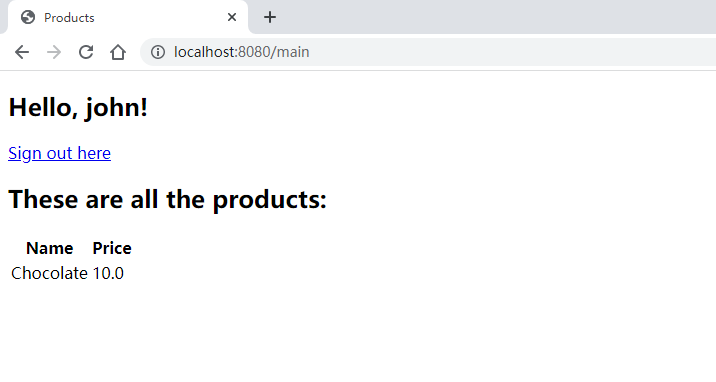 Products
localhost:8080/main
Hello, john!
Sign out here
These are all the products:
Name Price
Chocolate 10.0